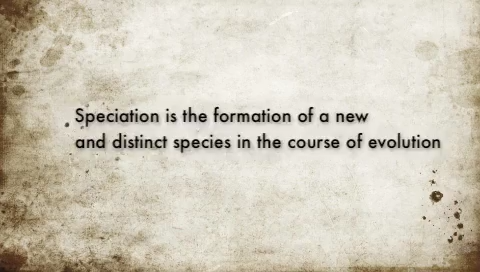 Speciation is the formation of a new
and distinct species in the course of evolution